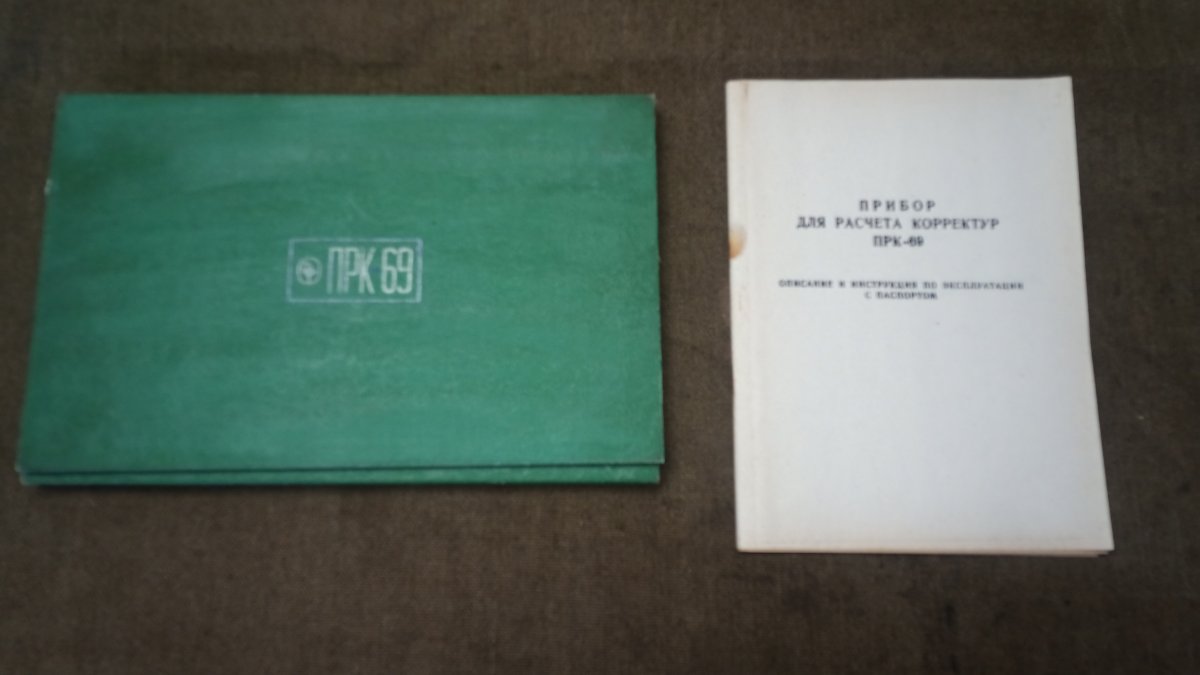 ПРК 69
ПРИБОР
ДЛЯ РАСЧЕТА КОРРЕКТУР
ПРК-69
ОПИСАНИЕ И ИНСТРУКЦИЯ ПО ЭКСПЛУАТАЦИИ
С ПАСПОРТОМ